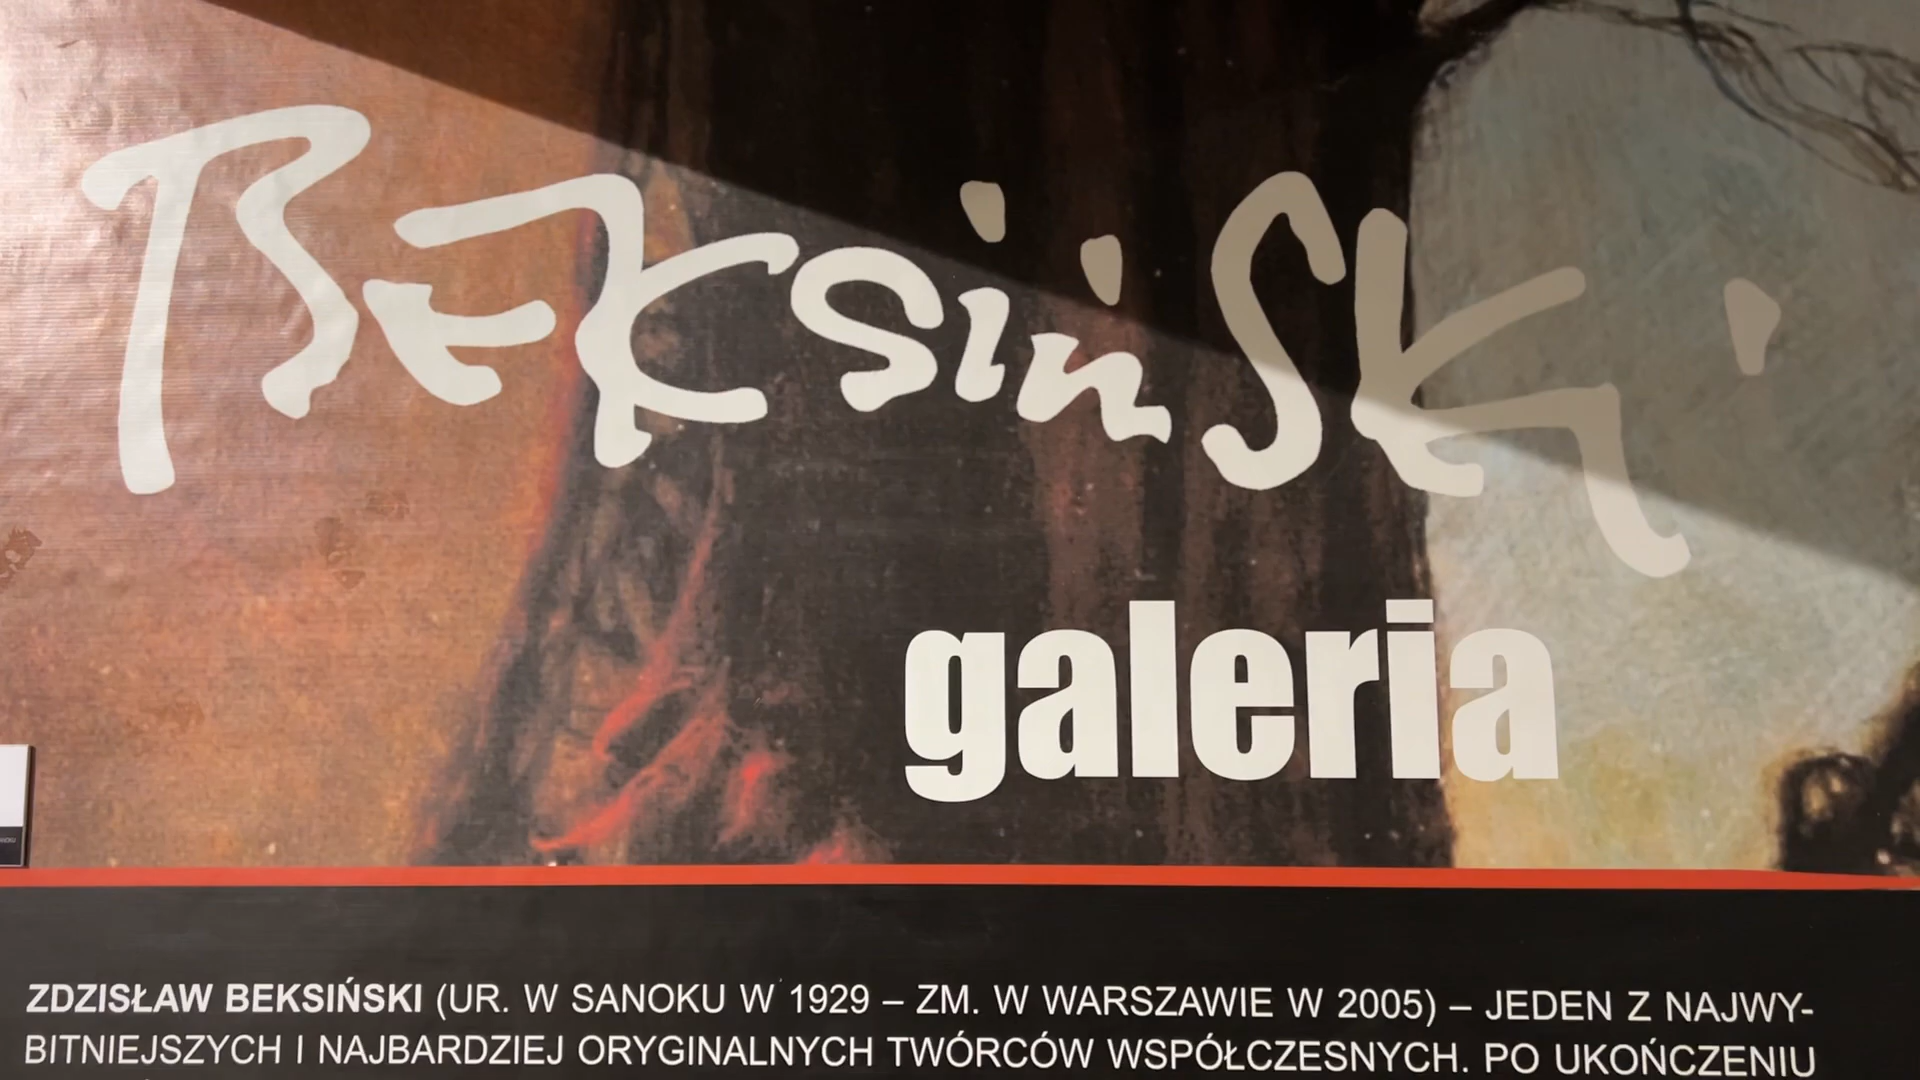 BEKSińSKi
galeria
ZDZISŁAW BEKSIŃSKI (UR. W SANOKU W 1929 – ZM. W WARSZAWIE W 2005) – JEDEN Z NAJWY-
BITNIEJSZYCH I NAJBARDZIEJ ORYGINALNYCH TWÓRCÓW WSPÓŁCZESNYCH. PO UKOŃCZENIU